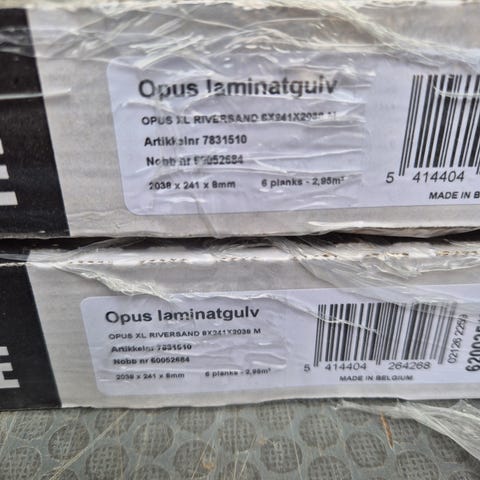 Opus laminatgulv
OPUS XL RIVERSAND 8X241X2038 M
Artikkelnr 7831510
Nobb nr 60052684
2038 x 241 x 8mm 6 planks - 2,95m²
5 414404
MADE IN BE
Opus laminatgulv
OPUS XL RIVERSAND 8X241X2038 M
Artikkelnr 7831510
Nobb nr 60052684
2038 x 241 x 8mm 6 planks - 2,95m²
5 414404 264268
MADE IN BELGIUM